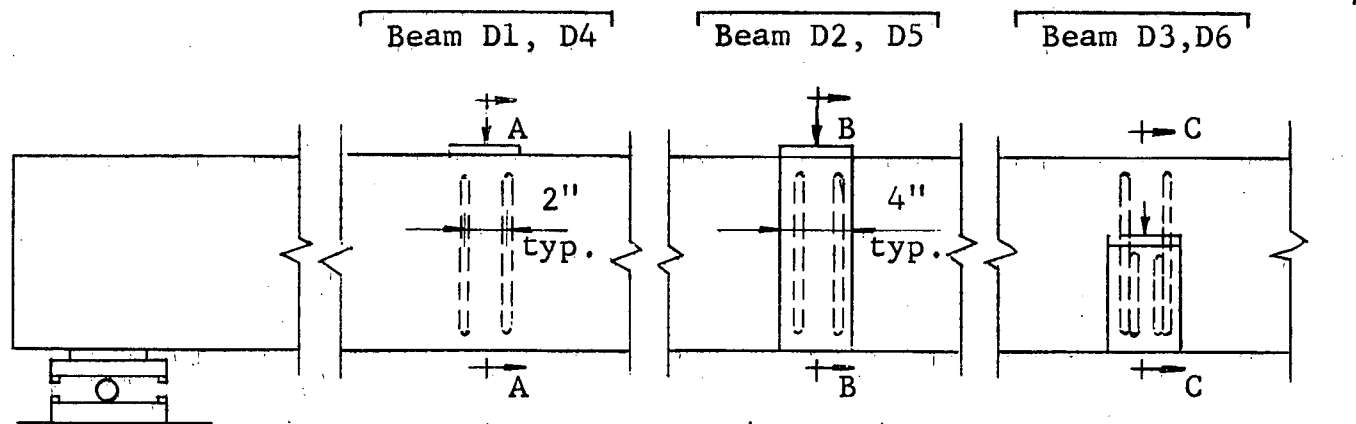 Beam D1, D4
Beam D2, D5
Beam D3,D6
A
B
C
2"
typ.
4"
typ.
A
B
C